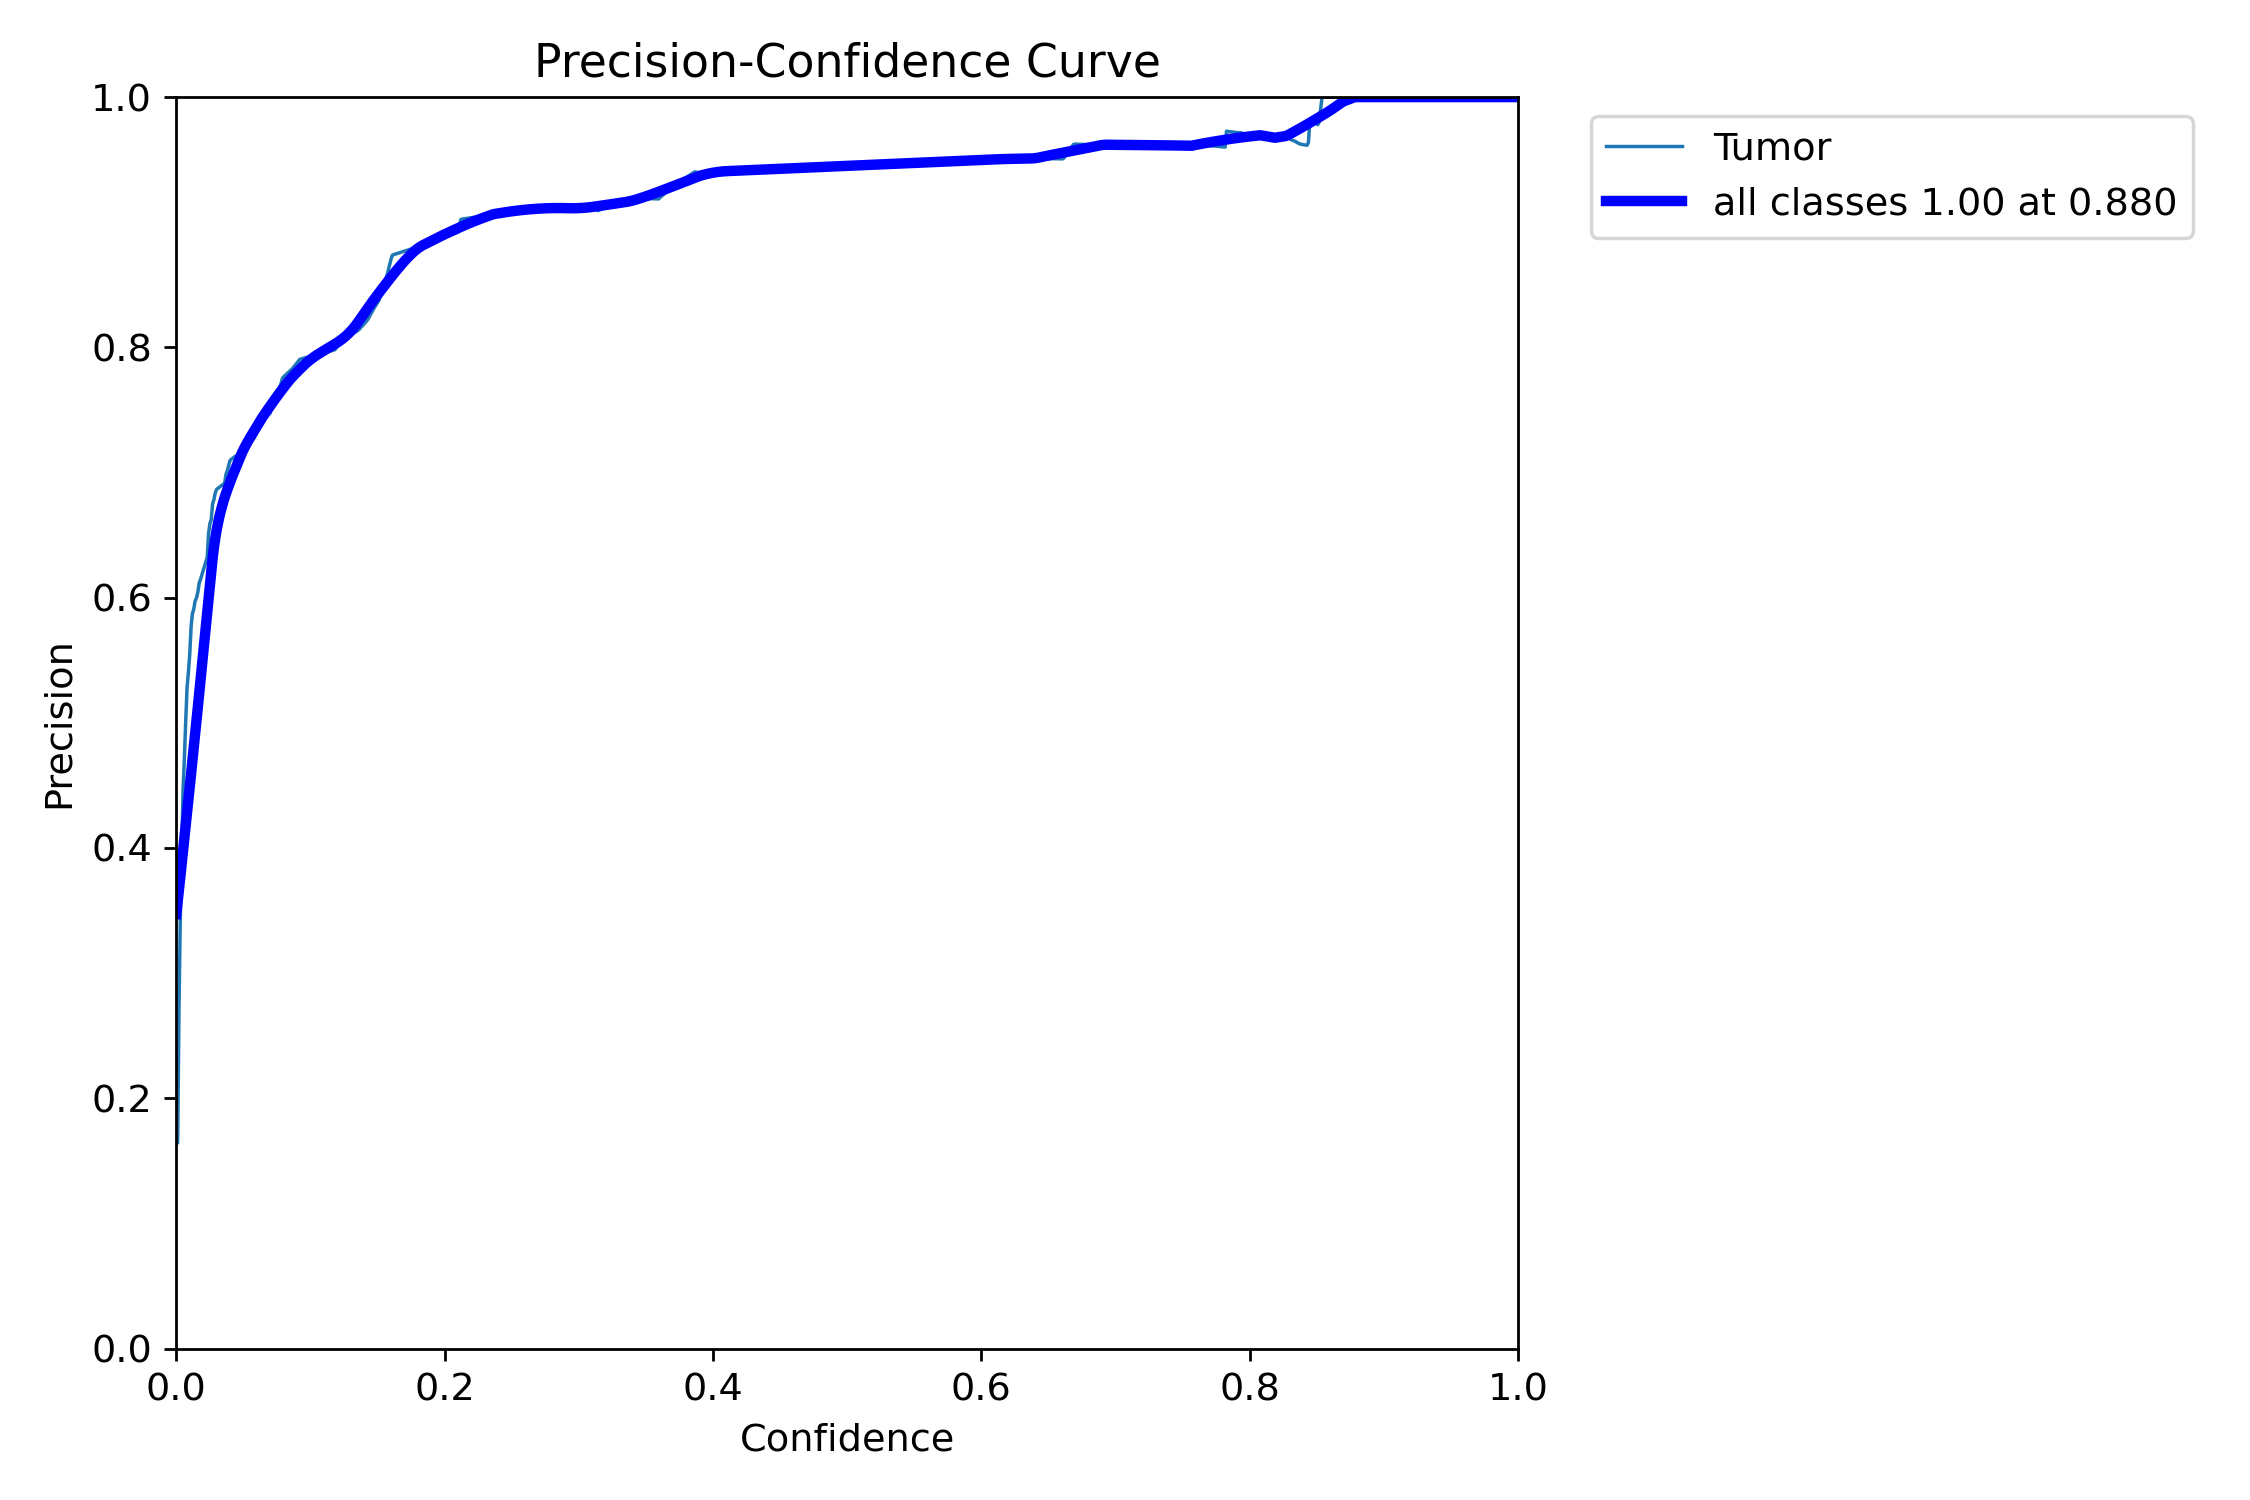 Precision-Confidence Curve
1.0
0.8
0.6
0.4
0.2
0.0
Precision
0.0 0.2 0.4 0.6 0.8 1.0
Confidence
Tumor
all classes 1.00 at 0.880